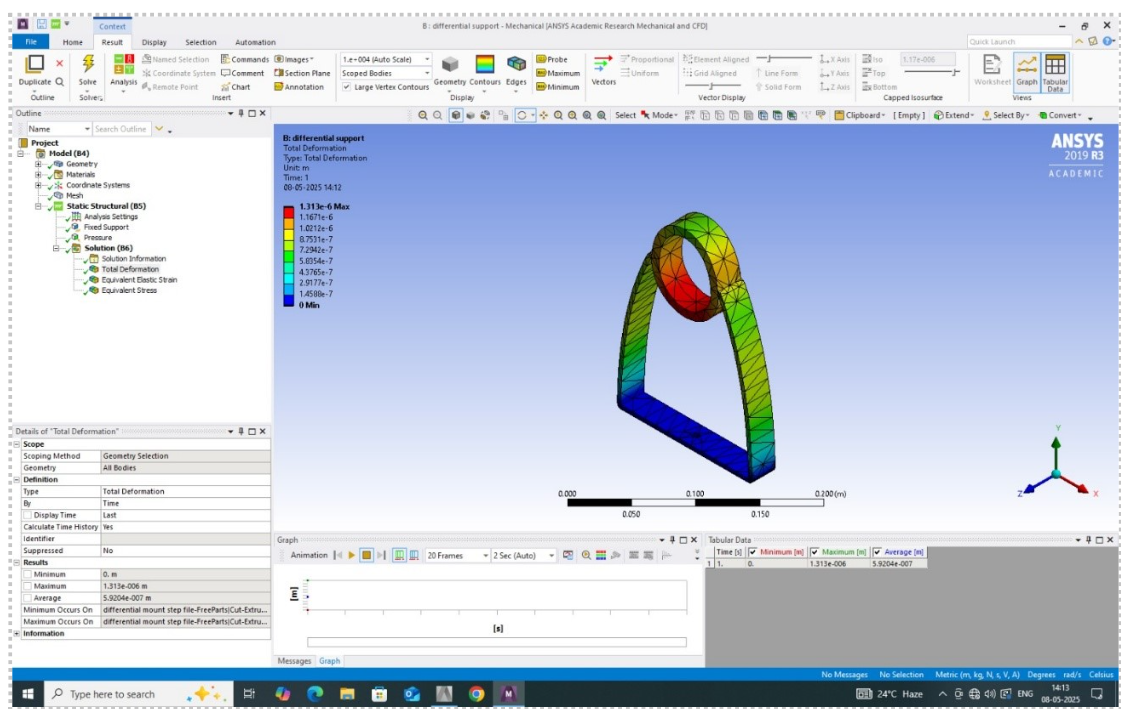 Context
B : differential support - Mechanical [ANSYS Academic Research Mechanical and CFD]
File Home Result Display Selection Automation
Quick Launch
Duplicate Q
Outline
Solve
Solve
Analysis
Named Selection
Coordinate System
Remote Point
Commands
Comment
Chart
Insert
Images
Section Plane
Annotation
1.e+004 (Auto Scale)
Scoped Bodies
Large Vertex Contours
Geometry Contours Edges
Display
Probe
Maximum
Minimum
Vectors
Proportional
Uniform
Element Aligned
Grid Aligned
Line Form
Solid Form
X Axis
Y Axis
Z Axis
Vector Display
Iso
Top
Bottom
1.17e-006
Capped Isosurface
Worksheet Graph Tabular Data
Views
Outline
Name Search Outline
Project
Model (B4)
Geometry
Materials
Coordinate Systems
Mesh
Static Structural (B5)
Analysis Settings
Fixed Support
Pressure
Solution (B6)
Solution Information
Total Deformation
Equivalent Elastic Strain
Equivalent Stress
Select Mode Clipboard [ Empty ] Extend Select By Convert
B: differential support
Total Deformation
Type: Total Deformation
Unit: m
Time: 1
08-05-2025 14:12
1.313e-6 Max
1.1671e-6
1.0212e-6
8.7531e-7
7.2942e-7
5.8354e-7
4.3765e-7
2.9177e-7
1.4588e-7
0 Min
ANSYS
2019 R3
ACADEMIC
0.000 0.100 0.200 (m)
0.050 0.150
Y
Z X
Details of "Total Deformation"
Scope
Scoping Method Geometry Selection
Geometry All Bodies
Definition
Type Total Deformation
By Time
Display Time Last
Calculate Time History Yes
Identifier
Suppressed No
Results
Minimum 0. m
Maximum 1.313e-006 m
Average 5.9204e-007 m
Minimum Occurs On differential mount step file-FreeParts|Cut-Extru...
Maximum Occurs On differential mount step file-FreeParts|Cut-Extru...
Information
Graph
Animation 20 Frames 2 Sec (Auto)
[m]
[s]
Messages Graph
Tabular Data
Time [s] Minimum [m] Maximum [m] Average [m]
1 1. 0. 1.313e-006 5.9204e-007
No Messages No Selection Metric (m, kg, N, s, V, A) Degrees rad/s Celsius
Type here to search
24°C Haze
ENG
14:13
08-05-2025